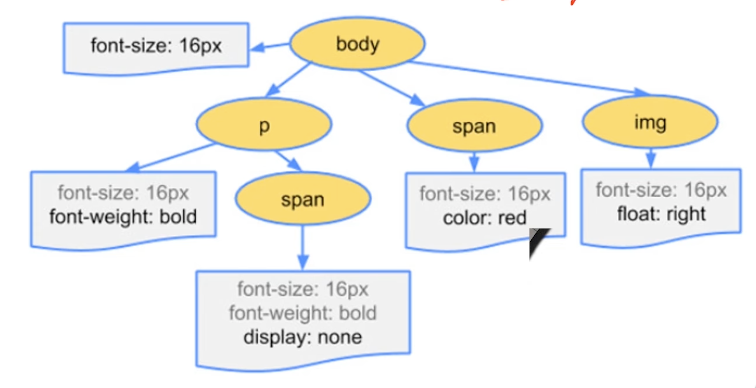 font-size: 16px
body
p
span
img
font-size: 16px
font-weight: bold
span
font-size: 16px
color: red
font-size: 16px
float: right
font-size: 16px
font-weight: bold
display: none